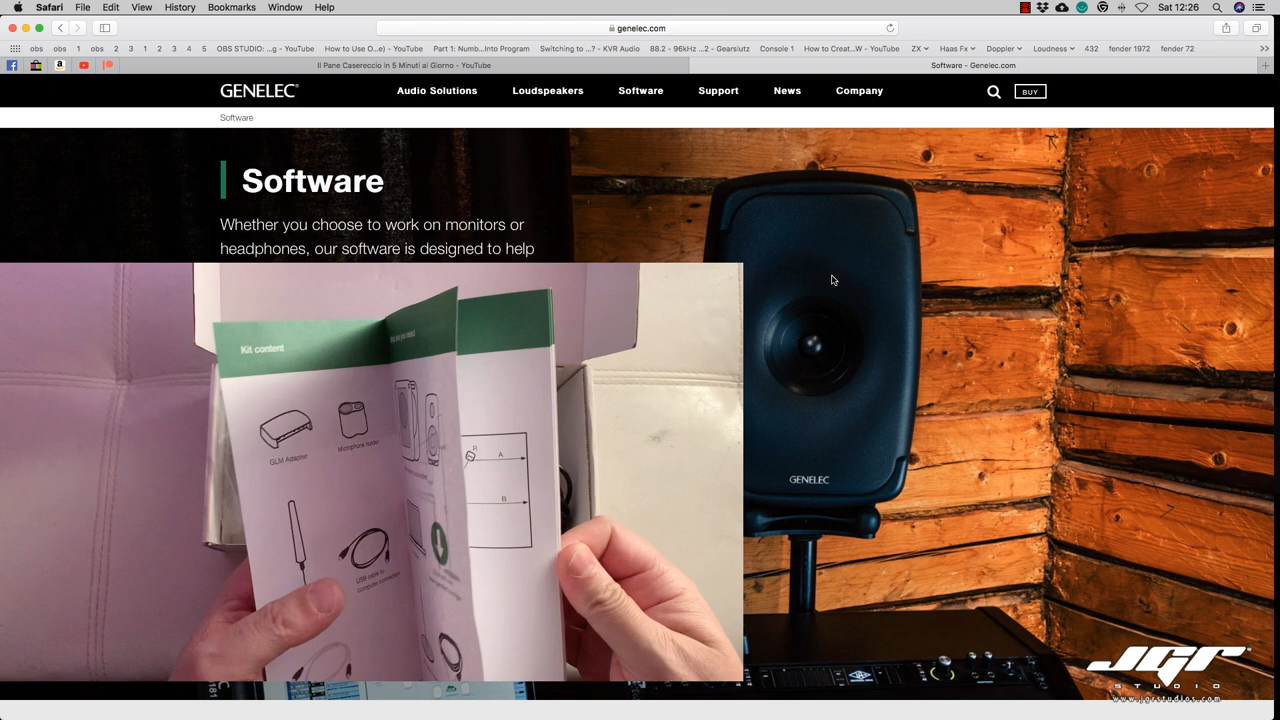 Safari File Edit View History Bookmarks Window Help
Sat 12:26
genelec.com
obs obs 1 obs 2 3 1 2 3 4 5 OBS STUDIO: ...g - YouTube How to Use O...e) - YouTube Part 1: Numb...Into Program Switching to ...? - KVR Audio 88.2 - 96kHz ...2 - Gearslutz Console 1 How to Creat...W - YouTube ZX Haas Fx Doppler Loudness 432 fender 1972 fender 72
Il Pane Casereccio in 5 Minuti al Giorno - YouTube
Software - Genelec.com
GENELEC®
Audio Solutions Loudspeakers Software Support News Company
BUY
Software
Software
Whether you choose to work on monitors or
headphones, our software is designed to help
Kit content
GLM Adapter
Microphone holder
USB cable to
computer connection
R
A
B
GENELEC
JGR
STUDIO
www.jgrstudios.com